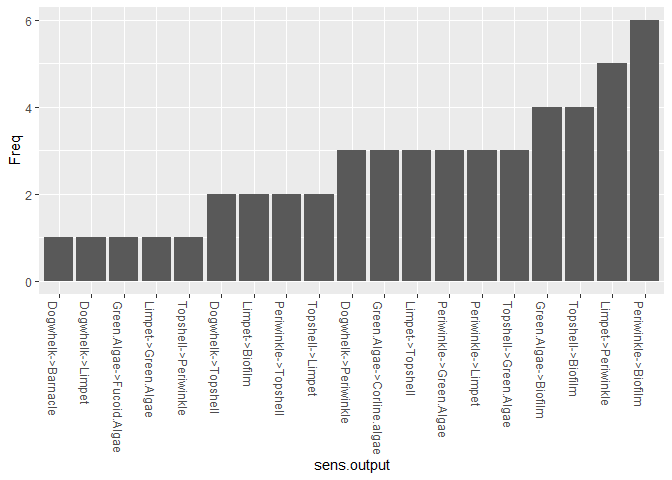 6
4
2
0
Freq
Dogwhelk->Barnacle
Dogwhelk->Limpet
Green.Algae->Fucoid.Algae
Limpet->Green.Algae
Topshell->Periwinkle
Dogwhelk->Topshell
Limpet->Biofilm
Periwinkle->Topshell
Topshell->Limpet
Dogwhelk->Periwinkle
Green.Algae->Corline.algae
Limpet->Topshell
Periwinkle->Green.Algae
Periwinkle->Limpet
Topshell->Green.Algae
Green.Algae->Biofilm
Topshell->Biofilm
Limpet->Periwinkle
Periwinkle->Biofilm
sens.output